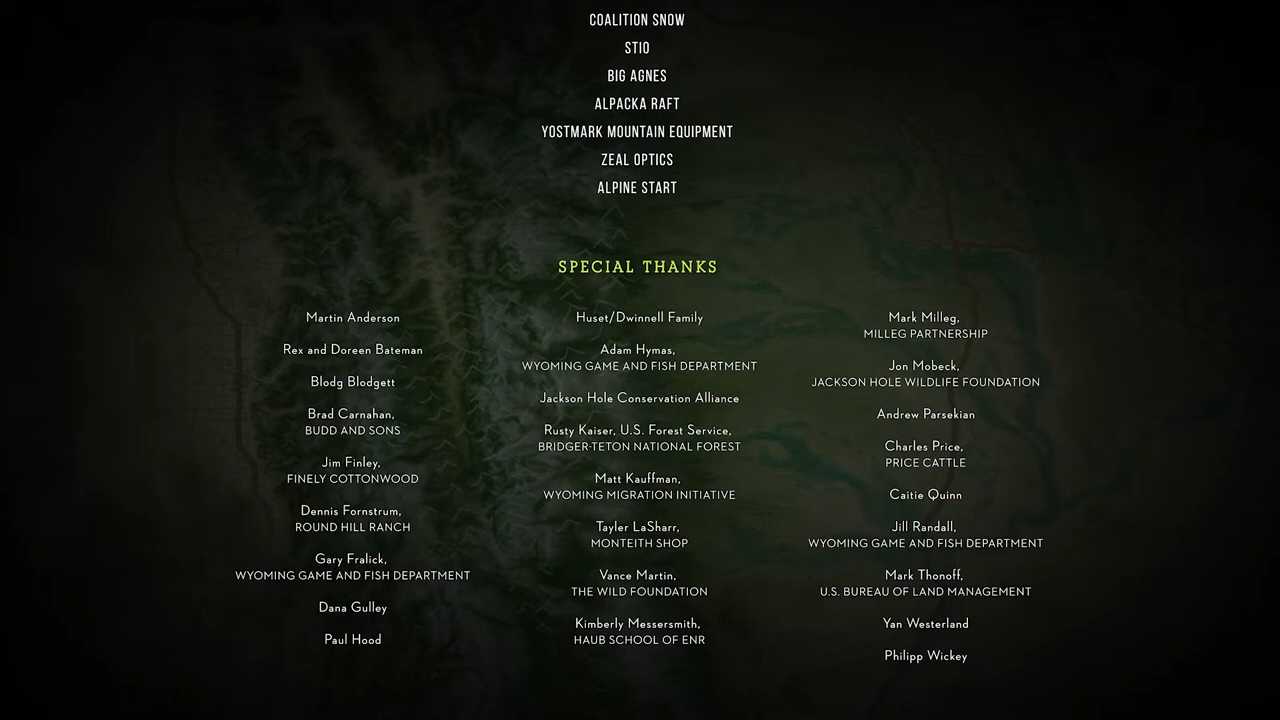 COALITION SNOW
STIO
BIG AGNES
ALPACKA RAFT
YOSTMARK MOUNTAIN EQUIPMENT
ZEAL OPTICS
ALPINE START
SPECIAL THANKS
Martin Anderson
Rex and Doreen Bateman
Blodg Blodgett
Brad Carnahan,
BUDD AND SONS
Jim Finley,
FINELY COTTONWOOD
Dennis Fornstrum,
ROUND HILL RANCH
Gary Fralick,
WYOMING GAME AND FISH DEPARTMENT
Dana Gulley
Paul Hood
Huset/Dwinnell Family
Adam Hymas,
WYOMING GAME AND FISH DEPARTMENT
Jackson Hole Conservation Alliance
Rusty Kaiser, U.S. Forest Service,
BRIDGER-TETON NATIONAL FOREST
Matt Kauffman,
WYOMING MIGRATION INITIATIVE
Tayler LaSharr,
MONTEITH SHOP
Vance Martin,
THE WILD FOUNDATION
Kimberly Messersmith,
HAUB SCHOOL OF ENR
Mark Milleg,
MILLEG PARTNERSHIP
Jon Mobeck,
JACKSON HOLE WILDLIFE FOUNDATION
Andrew Parsekian
Charles Price,
PRICE CATTLE
Caitie Quinn
Jill Randall,
WYOMING GAME AND FISH DEPARTMENT
Mark Thonoff,
U.S. BUREAU OF LAND MANAGEMENT
Yan Westerland
Philipp Wickey